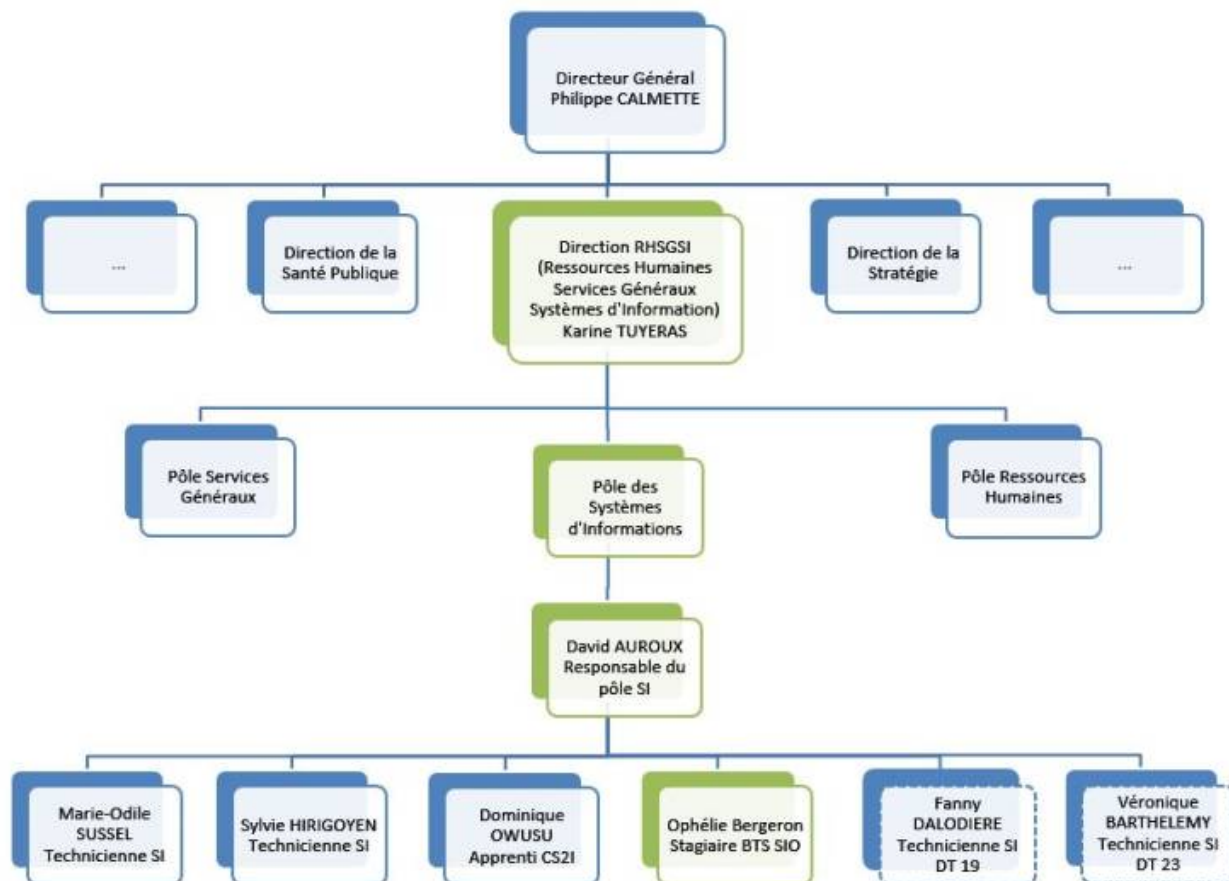 Directeur Général
Philippe CALMETTE
...
Direction de la
Santé Publique
Direction RHSGSI
(Ressources Humaines
Services Généraux
Systèmes d'Information)
Karine TUYERAS
Direction de la
Stratégie
...
Pôle Services
Généraux
Pôle des
Systèmes
d'Informations
Pôle Ressources
Humaines
David AUROUX
Responsable du
pôle SI
Marie-Odile
SUSSEL
Technicienne SI
Sylvie HIRIGOYEN
Technicienne SI
Dominique
OWUSU
Apprenti CS2I
Ophélie Bergeron
Stagiaire BTS SIO
Fanny
DALODIERE
Technicienne SI
DT 19
Véronique
BARTHELEMY
Technicienne SI
DT 23